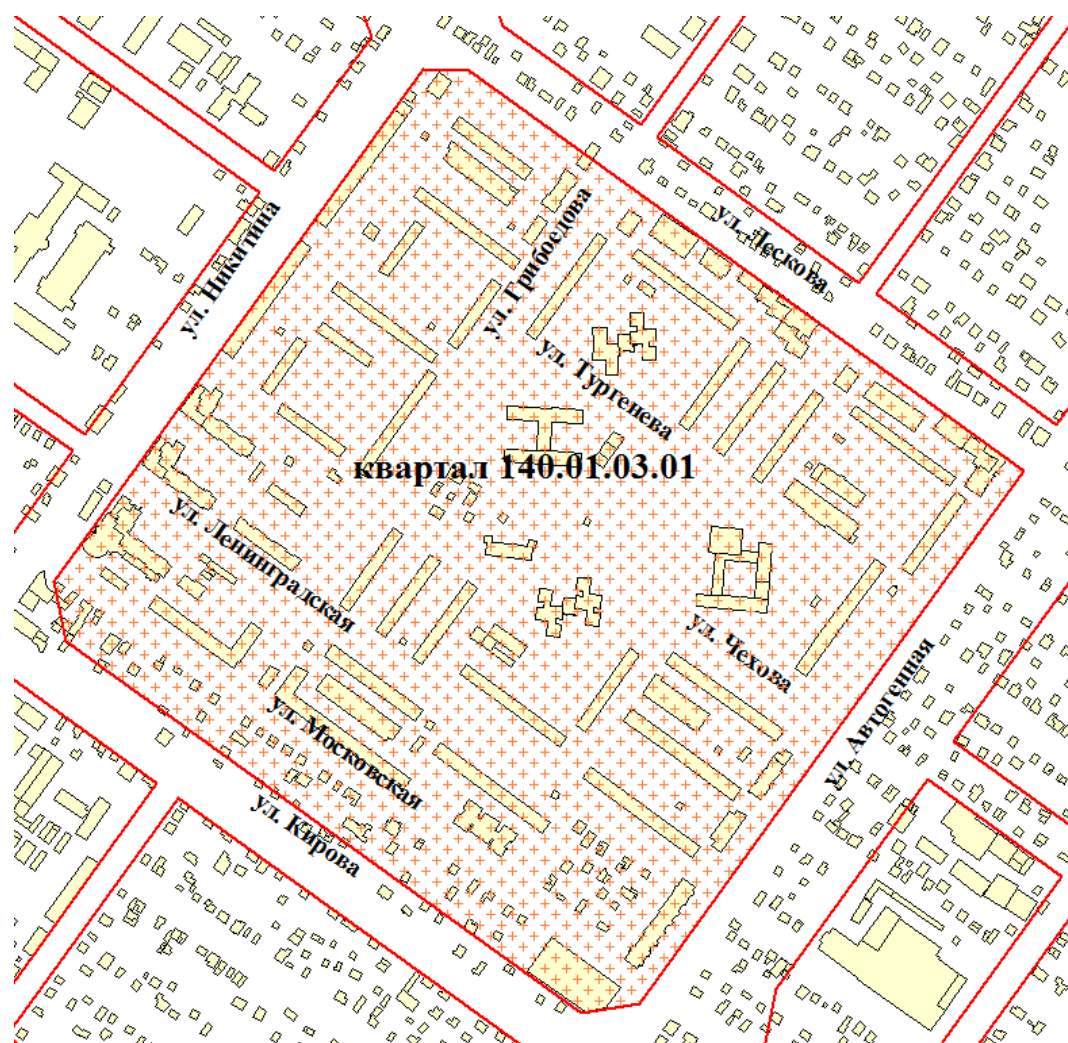 ул. Никитина
ул. Грибоедова
ул. Лескова
ул. Тургенева
квартал 140.01.03.01
ул. Ленинградская
ул. Чехова
ул. Автогенная
ул. Московская
ул. Кирова